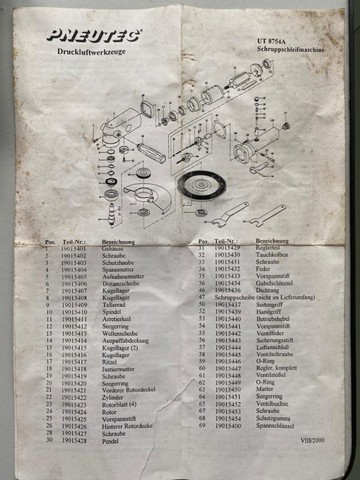 PNEUTEC®
Druckluftwerkzeuge
UT 8754A
Schruppschleifmaschine
Pos. Teil-Nr.: Bezeichnung
0 19015401 Gehäuse
2 19015402 Schraube
3 19015403 Schutzhaube
4 19015404 Spannmutter
5 19015405 Aufnahmemutter
6 19015406 Distanzscheibe
7 19015407 Kugellager
8 19015408 Kugellager
9 19015409 Tellerrad
10 19015410 Spindel
11 19015411 Arretierkeil
12 19015412 Seegerring
13 19015413 Wellenscheibe
14 19015414 Auspuffabdeckung
15 19015415 Kugellager (2)
16 19015416 Kugellager
17 19015417 Ritzel
18 19015418 Justiermutter
19 19015419 Schraube
20 19015420 Seegerring
21 19015421 Vorderer Rotordeckel
22 19015422 Zylinder
23 19015423 Rotorblatt (4)
24 19015424 Rotor
25 19015425 Vorspannstift
26 19015426 Hinterer Rotordeckel
28 19015427 Schraube
30 19015428 Pendel
Pos. Teil-Nr.: Bezeichnung
31 19015429 Reglerteil
32 19015430 Tauchkolben
33 19015431 Schraube
34 19015432 Feder
35 19015433 Vorspannstift
36 19015434 Gabelschlüssel
46 19015436 Dichtung
47 Schruppscheibe (nicht im Lieferumfang)
50 19015437 Seitengriff
52 19015439 Handgriff
51 19015440 Betriebshebel
54 19015441 Vorspannstift
55 19015442 Ventilfeder
56 19015443 Sicherungsstift
57 19015444 Luftanschluß
58 19015445 Ventilschraube
59 19015446 O-Ring
60 19015447 Regler, komplett
61 19015448 Ventilstößel
62 19015449 O-Ring
63 19015450 Mutter
64 19015451 Seegerring
65 19015452 Ventilbuchse
67 19015453 Schraube
68 19015454 Schutzgummi
69 19015400 Spannschlüssel
VIII/2000